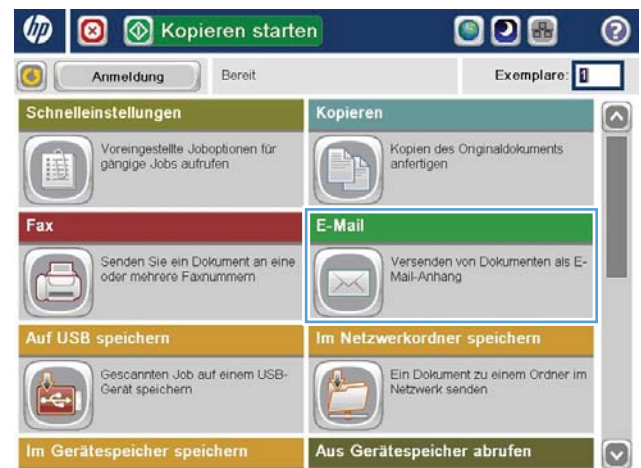 hp
Kopieren starten
?
Anmeldung
Bereit
Exemplare: 1
Schnelleinstellungen
Voreingestellte Joboptionen für
gängige Jobs aufrufen
Kopieren
Kopien des Originaldokuments
anfertigen
Fax
Senden Sie ein Dokument an eine
oder mehrere Faxnummern
E-Mail
Versenden von Dokumenten als E-
Mail-Anhang
Auf USB speichern
Gescannten Job auf einem USB-
Gerät speichern
Im Netzwerkordner speichern
Ein Dokument zu einem Ordner im
Netzwerk senden
Im Gerätespeicher speichern
Aus Gerätespeicher abrufen